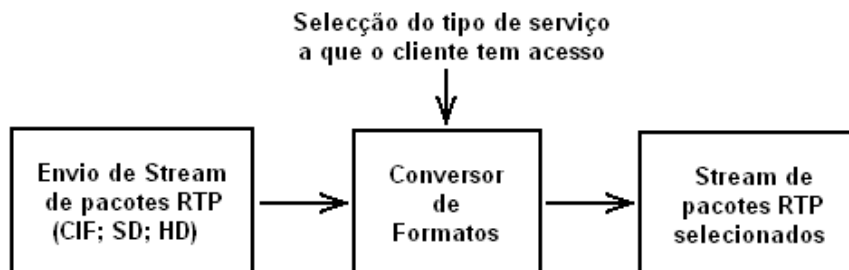 Selecção do tipo de serviço
a que o cliente tem acesso
Envio de Stream
de pacotes RTP
(CIF; SD; HD)
Conversor
de
Formatos
Stream de
pacotes RTP
selecionados